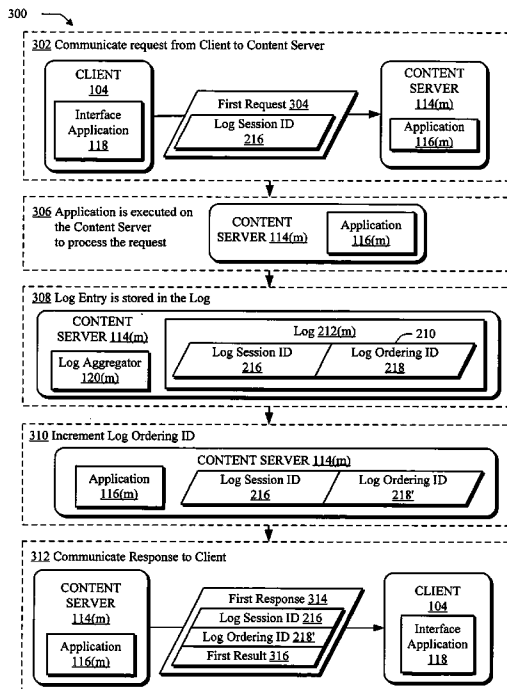 300
302 Communicate request from Client to Content Server
CLIENT
104
Interface
Application
118
First Request 304
Log Session ID
216
CONTENT
SERVER
114(m)
Application
116(m)
306 Application is executed on
the Content Server
to process the request
CONTENT
SERVER 114(m)
Application
116(m)
308 Log Entry is stored in the Log
CONTENT
SERVER 114(m)
Log Aggregator
120(m)
Log 212(m)
210
Log Session ID
216
Log Ordering ID
218
310 Increment Log Ordering ID
CONTENT SERVER 114(m)
Application
116(m)
Log Session ID
216
Log Ordering ID
218'
312 Communicate Response to Client
CONTENT
SERVER
114(m)
Application
116(m)
First Response 314
Log Session ID 216
Log Ordering ID 218'
First Result 316
CLIENT
104
Interface
Application
118